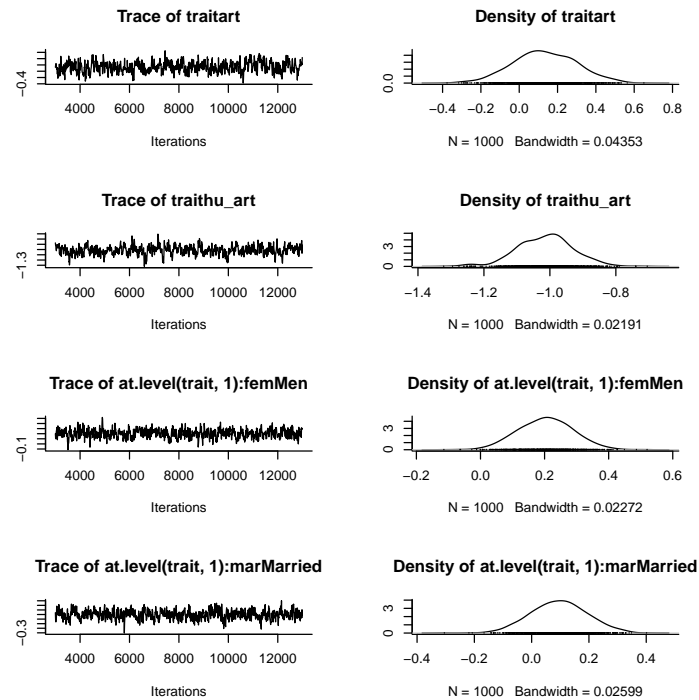 Trace of traitart
Density of traitart
−0.4
4000 6000 8000 10000 12000
Iterations
0.0
−0.4 −0.2 0.0 0.2 0.4 0.6 0.8
N = 1000 Bandwidth = 0.04353
Trace of traithu_art
Density of traithu_art
−1.3
4000 6000 8000 10000 12000
Iterations
0 3
−1.4 −1.2 −1.0 −0.8
N = 1000 Bandwidth = 0.02191
Trace of at.level(trait, 1):femMen
Density of at.level(trait, 1):femMen
−0.1
4000 6000 8000 10000 12000
Iterations
0 3
−0.2 0.0 0.2 0.4 0.6
N = 1000 Bandwidth = 0.02272
Trace of at.level(trait, 1):marMarried
Density of at.level(trait, 1):marMarried
−0.3
4000 6000 8000 10000 12000
Iterations
0 3
−0.4 −0.2 0.0 0.2 0.4
N = 1000 Bandwidth = 0.02599